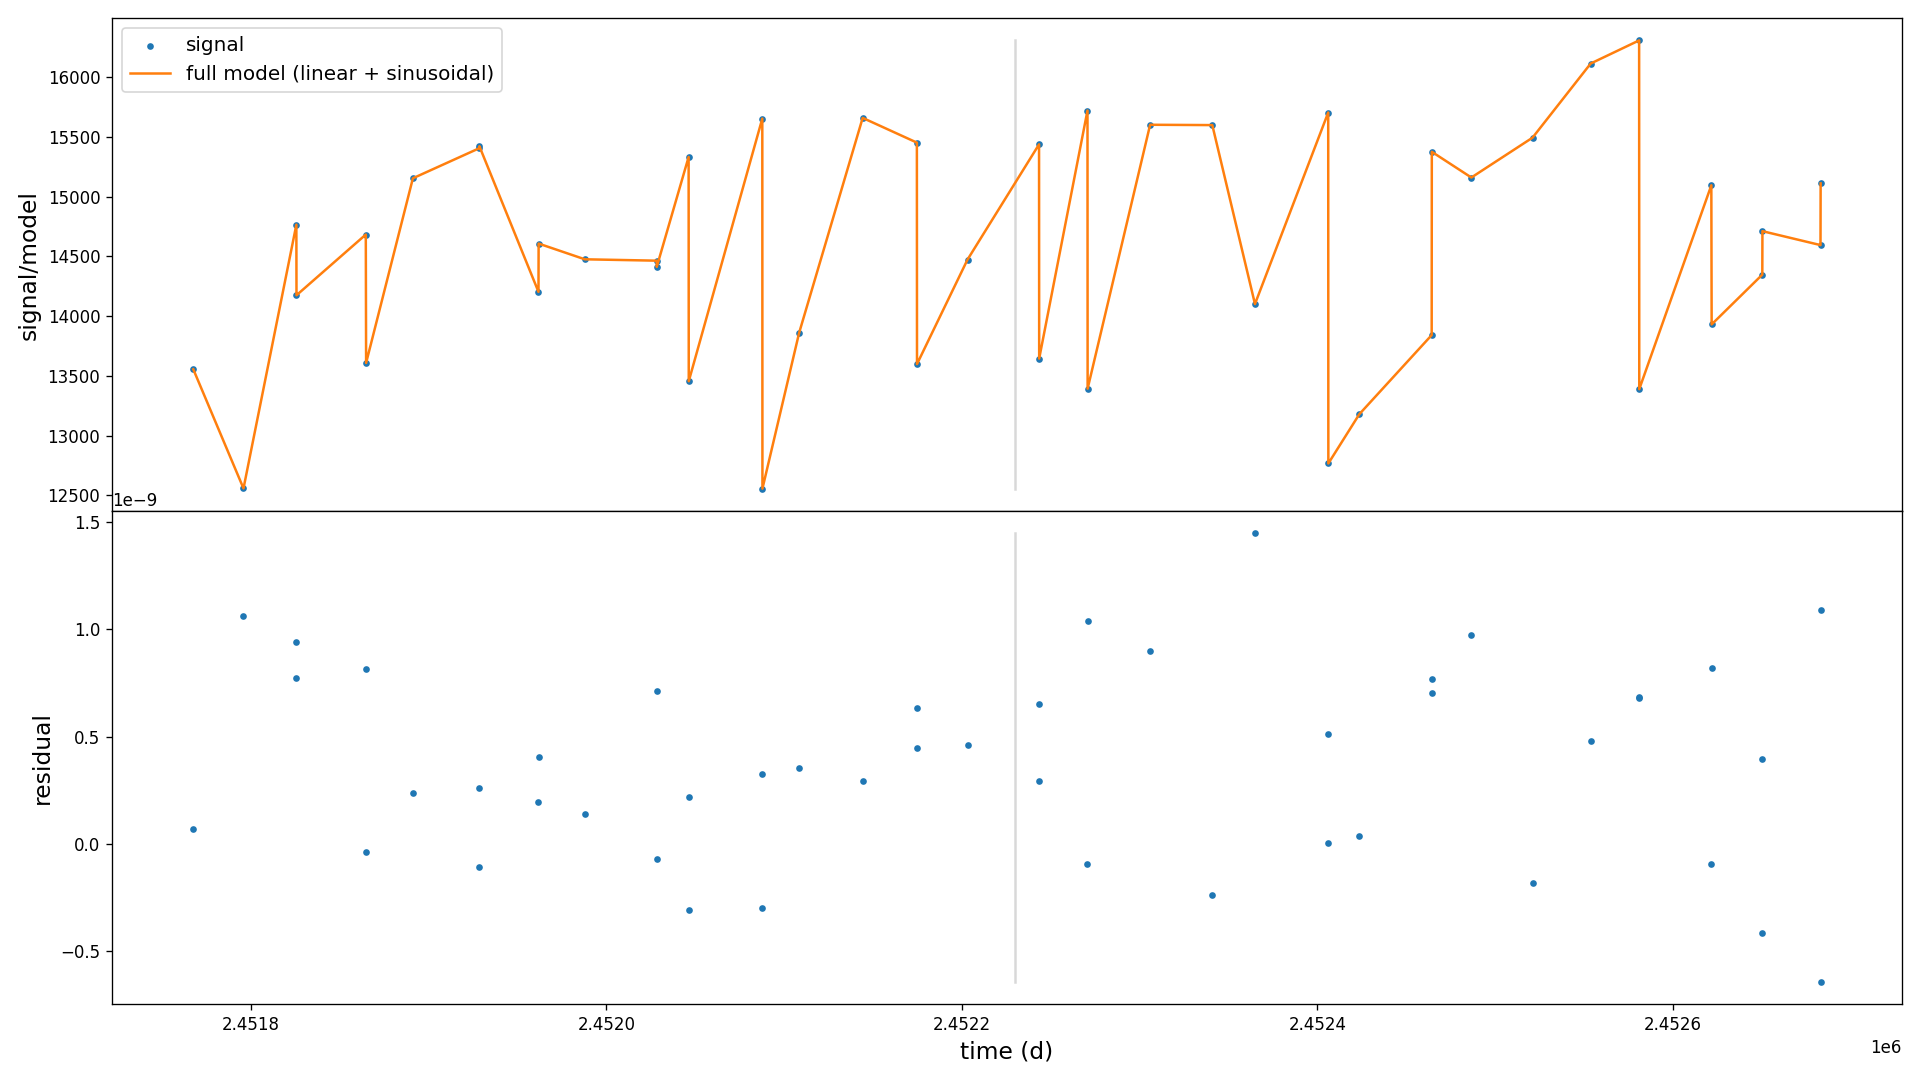 signal
full model (linear + sinusoidal)
signal/model
16000
15500
15000
14500
14000
13500
13000
12500
1e−9
1.5
1.0
0.5
0.0
−0.5
residual
2.4518 2.4520 2.4522 2.4524 2.4526
time (d)
1e6